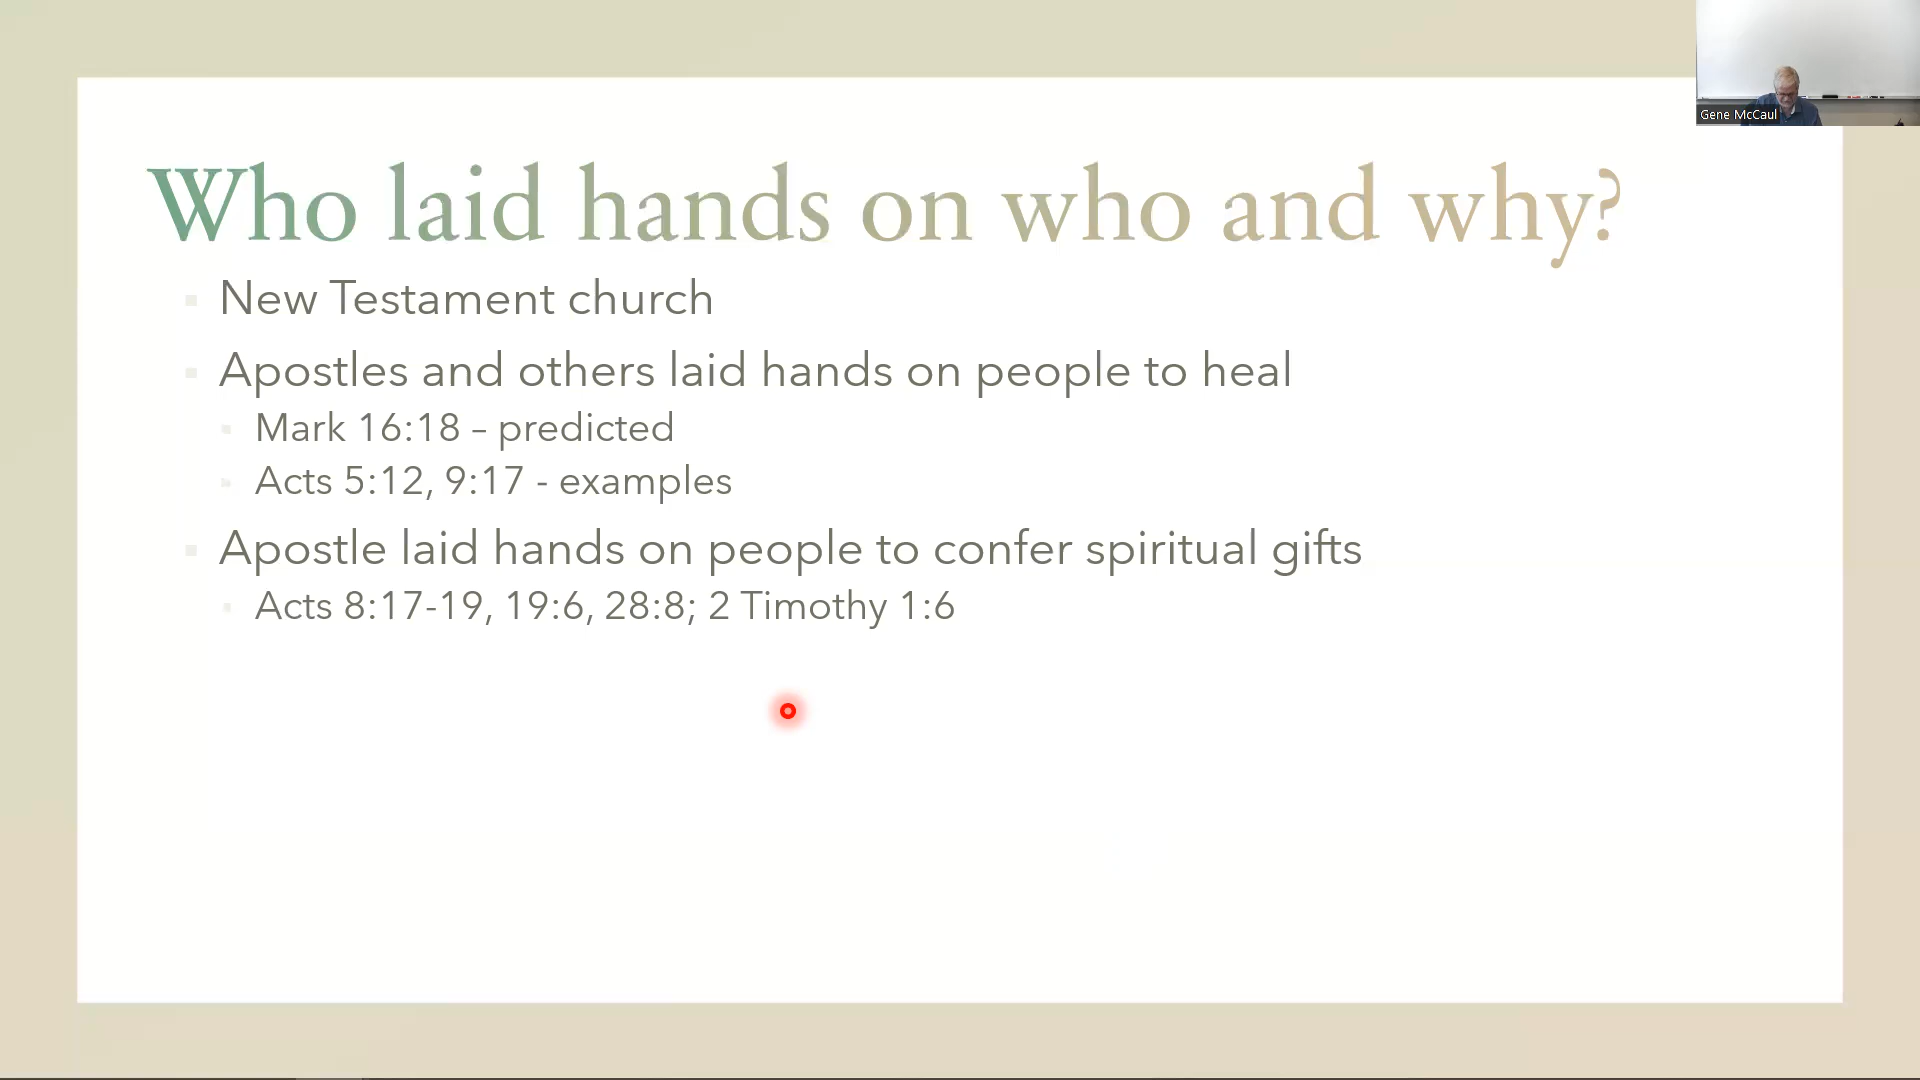 Who laid hands on who and why?
New Testament church
Apostles and others laid hands on people to heal
Mark 16:18 – predicted
Acts 5:12, 9:17 - examples
Apostle laid hands on people to confer spiritual gifts
Acts 8:17-19, 19:6, 28:8; 2 Timothy 1:6
Gene McCaul